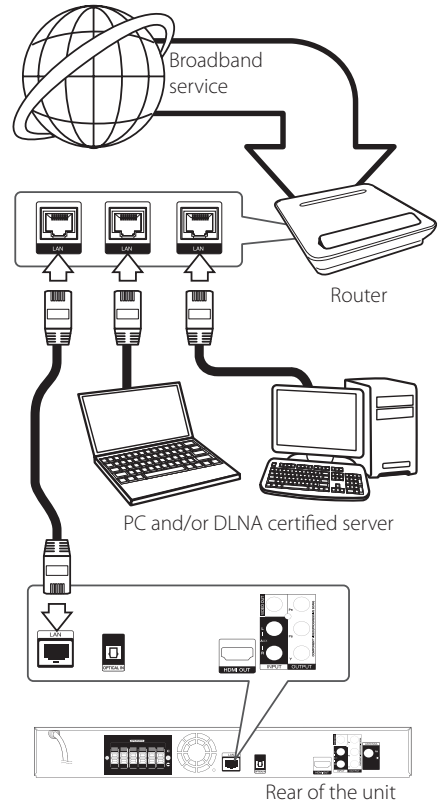 Broadband
service
LAN
LAN
LAN
Router
PC and/or DLNA certified server
LAN
OPTICAL IN
HDMI OUT
INPUT
OUTPUT
Rear of the unit